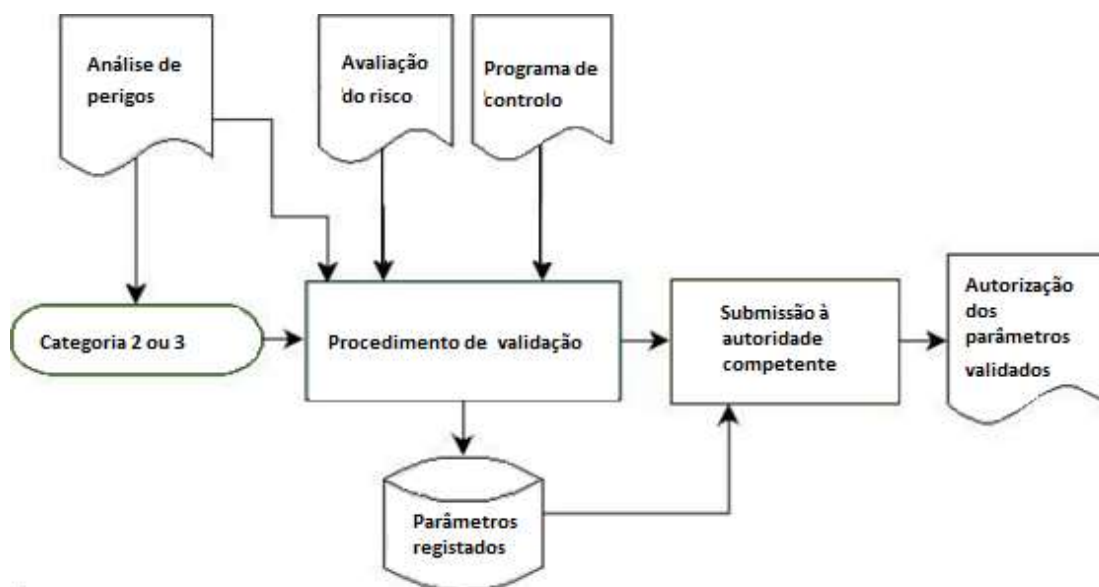 Análise de
perigos
Avaliação
do risco
Programa de
controlo
Categoria 2 ou 3
Procedimento de validação
Submissão à
autoridade
competente
Autorização
dos
parâmetros
validados
Parâmetros
registados